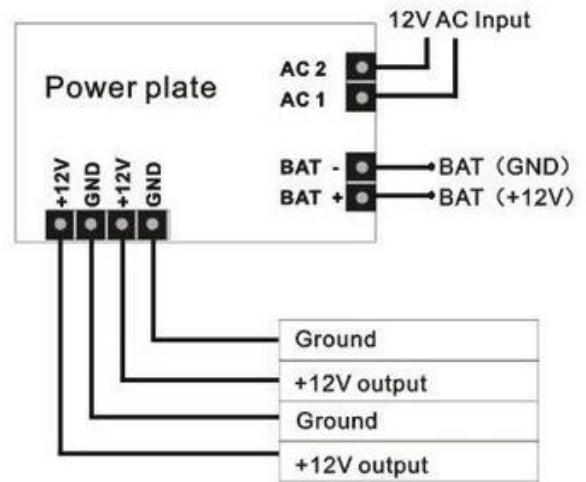 12V AC Input
Power plate
AC 2
AC 1
BAT -
BAT +
BAT（GND）
BAT（+12V）
+12V
GND
+12V
GND
Ground
+12V output
Ground
+12V output